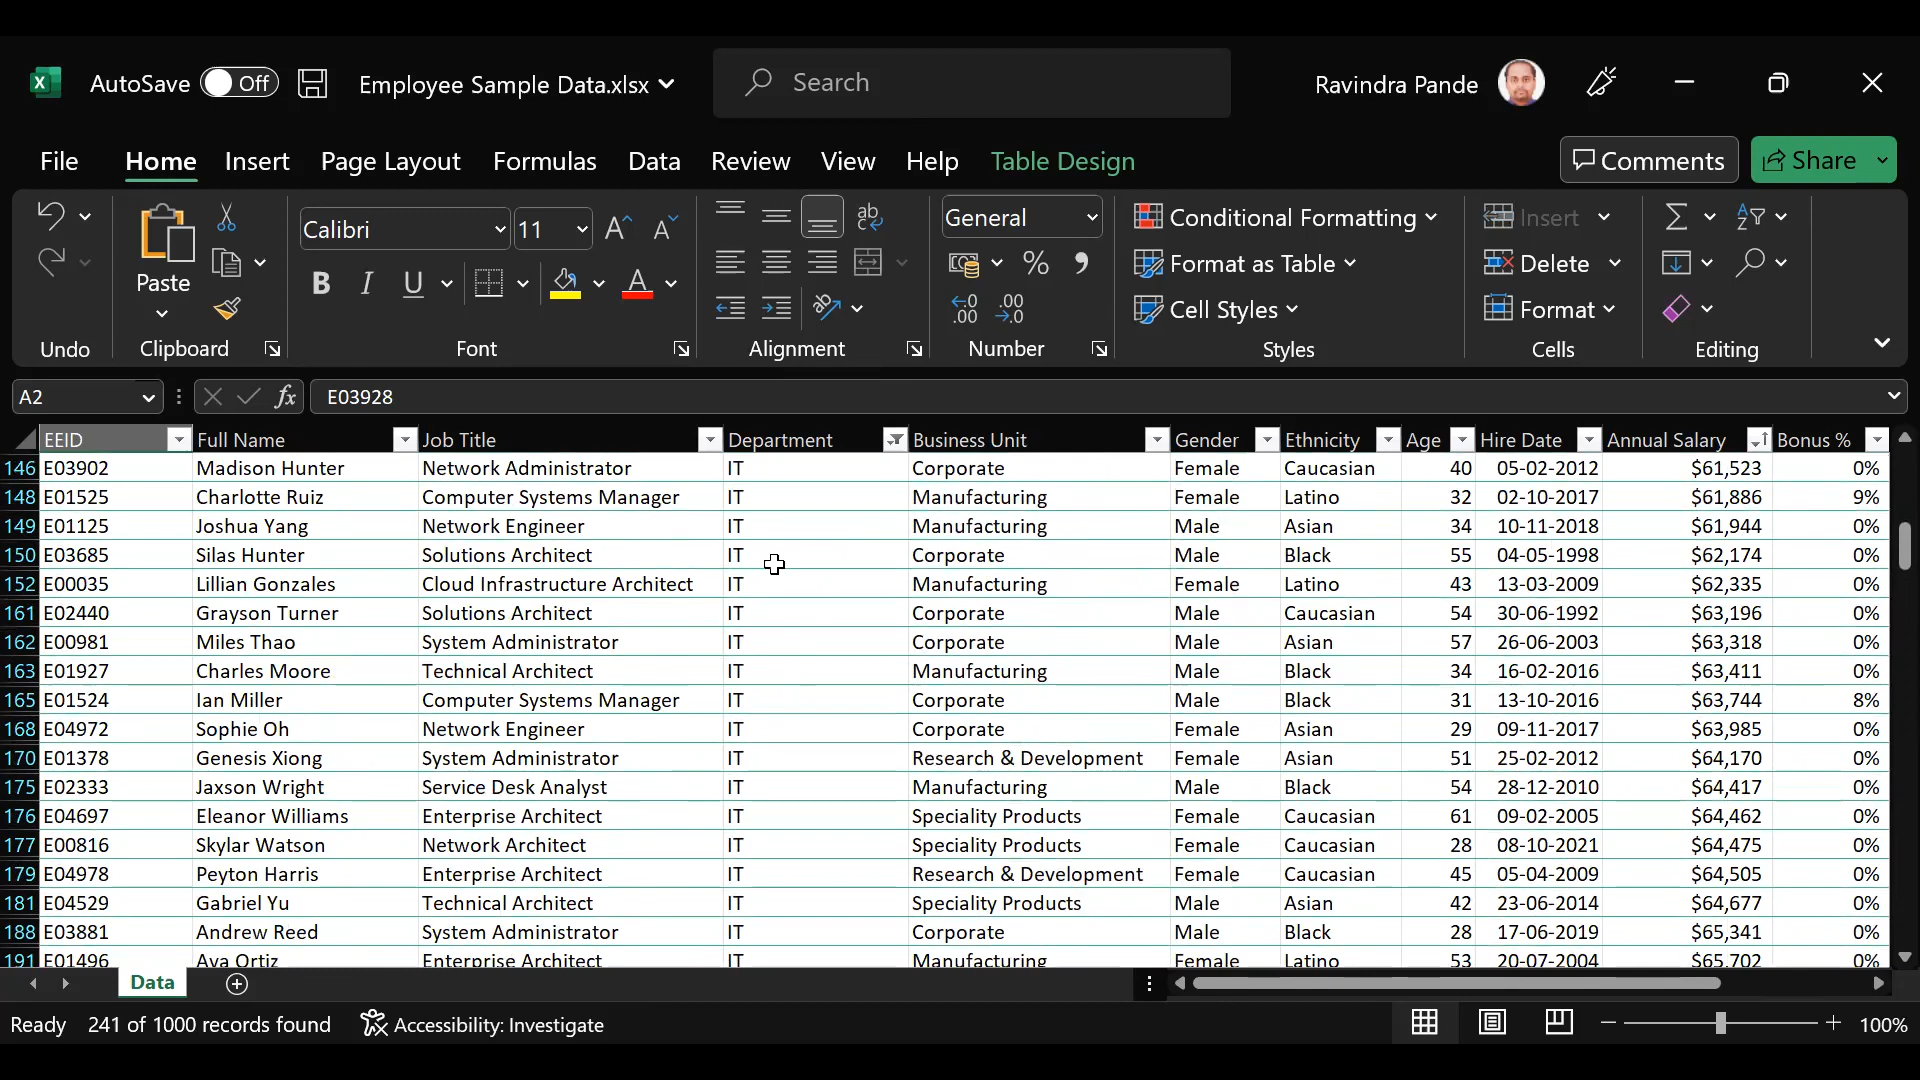 AutoSave Off Employee Sample Data.xlsx Search Ravindra Pande
File Home Insert Page Layout Formulas Data Review View Help Table Design Comments Share
Calibri 11 General Conditional Formatting Insert
Paste B I U % Format as Table Delete
Cell Styles Format
Undo Clipboard Font Alignment Number Styles Cells Editing
A2 fx E03928
EEID Full Name Job Title Department Business Unit Gender Ethnicity Age Hire Date Annual Salary Bonus %
146 E03902 Madison Hunter Network Administrator IT Corporate Female Caucasian 40 05-02-2012 $61,523 0%
148 E01525 Charlotte Ruiz Computer Systems Manager IT Manufacturing Female Latino 32 02-10-2017 $61,886 9%
149 E01125 Joshua Yang Network Engineer IT Manufacturing Male Asian 34 10-11-2018 $61,944 0%
150 E03685 Silas Hunter Solutions Architect IT Corporate Male Black 55 04-05-1998 $62,174 0%
152 E00035 Lillian Gonzales Cloud Infrastructure Architect IT Manufacturing Female Latino 43 13-03-2009 $62,335 0%
161 E02440 Grayson Turner Solutions Architect IT Corporate Male Caucasian 54 30-06-1992 $63,196 0%
162 E00981 Miles Thao System Administrator IT Corporate Male Asian 57 26-06-2003 $63,318 0%
163 E01927 Charles Moore Technical Architect IT Manufacturing Male Black 34 16-02-2016 $63,411 0%
165 E01524 Ian Miller Computer Systems Manager IT Corporate Male Black 31 13-10-2016 $63,744 8%
168 E04972 Sophie Oh Network Engineer IT Corporate Female Asian 29 09-11-2017 $63,985 0%
170 E01378 Genesis Xiong System Administrator IT Research & Development Female Asian 51 25-02-2012 $64,170 0%
175 E02333 Jaxson Wright Service Desk Analyst IT Manufacturing Male Black 54 28-12-2010 $64,417 0%
176 E04697 Eleanor Williams Enterprise Architect IT Speciality Products Female Caucasian 61 09-02-2005 $64,462 0%
177 E00816 Skylar Watson Network Architect IT Speciality Products Female Caucasian 28 08-10-2021 $64,475 0%
179 E04978 Peyton Harris Enterprise Architect IT Research & Development Female Caucasian 45 05-04-2009 $64,505 0%
181 E04529 Gabriel Yu Technical Architect IT Speciality Products Male Asian 42 23-06-2014 $64,677 0%
188 E03881 Andrew Reed System Administrator IT Corporate Male Black 28 17-06-2019 $65,341 0%
191 E01496 Ava Ortiz Enterprise Architect IT Manufacturing Female Latino 53 20-07-2004 $65,702 0%
Data
Ready 241 of 1000 records found Accessibility: Investigate 100%